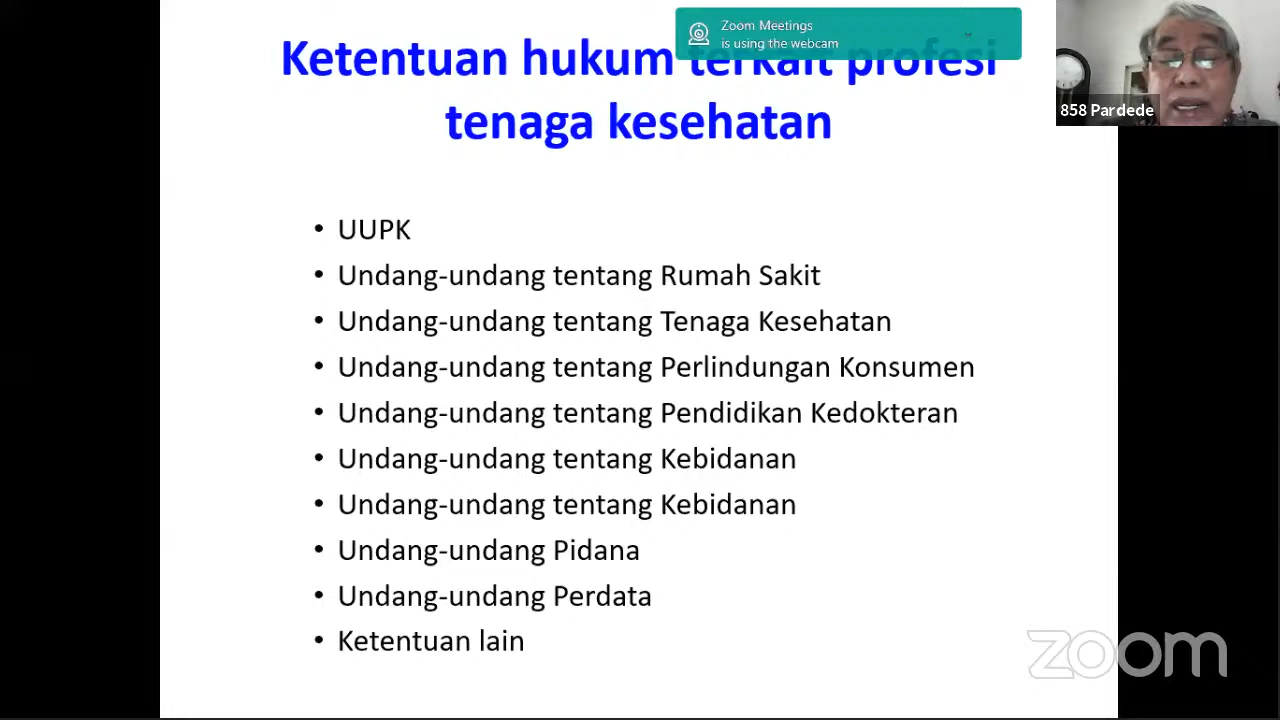 Zoom Meetings
is using the webcam
Ketentuan hukum terkait profesi
tenaga kesehatan
858 Pardede
• UUPK
• Undang-undang tentang Rumah Sakit
• Undang-undang tentang Tenaga Kesehatan
• Undang-undang tentang Perlindungan Konsumen
• Undang-undang tentang Pendidikan Kedokteran
• Undang-undang tentang Kebidanan
• Undang-undang tentang Kebidanan
• Undang-undang Pidana
• Undang-undang Perdata
• Ketentuan lain
zoom